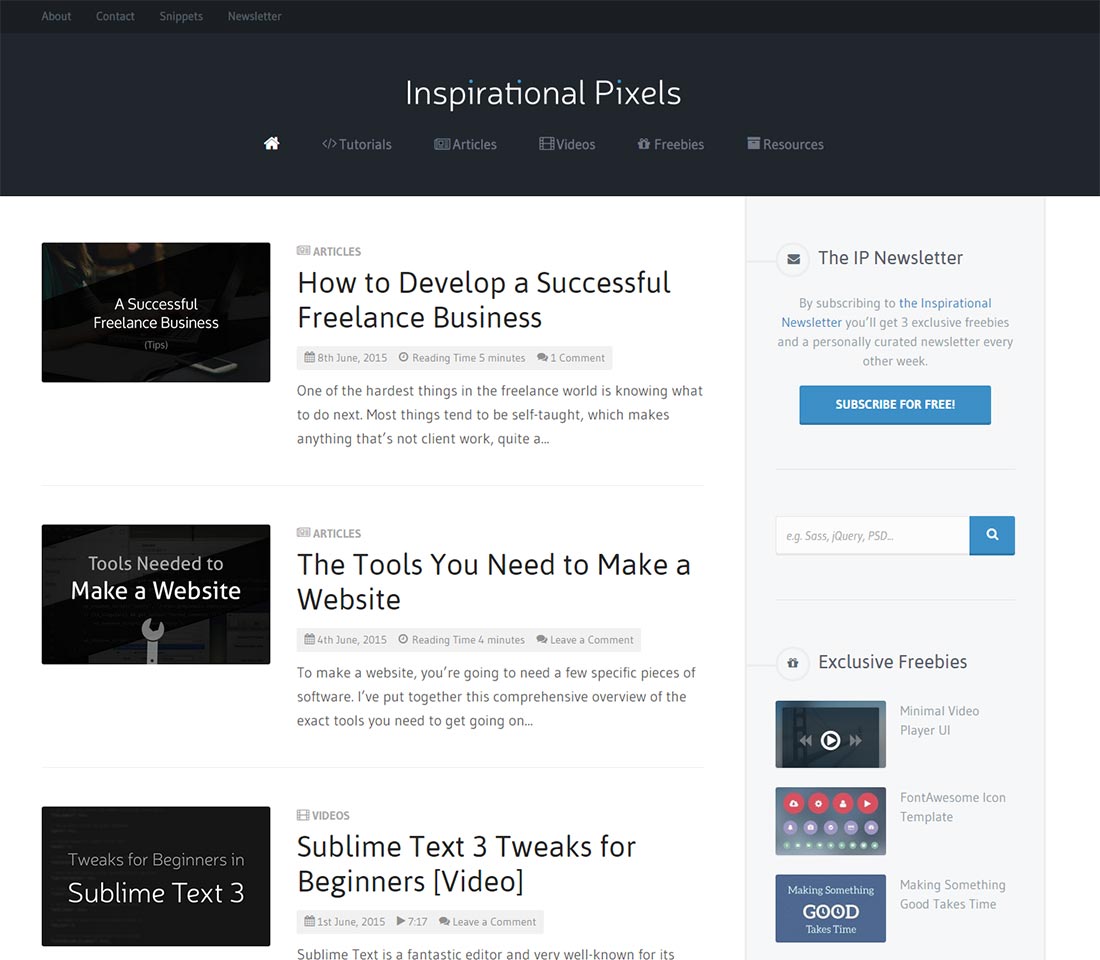 About Contact Snippets Newsletter
Inspirational Pixels
Tutorials Articles Videos Freebies Resources
A Successful
Freelance Business
(Tips)
ARTICLES
How to Develop a Successful
Freelance Business
8th June, 2015 Reading Time 5 minutes 1 Comment
One of the hardest things in the freelance world is knowing what
to do next. Most things tend to be self-taught, which makes
anything that’s not client work, quite a...
Tools Needed to
Make a Website
ARTICLES
The Tools You Need to Make a
Website
4th June, 2015 Reading Time 4 minutes Leave a Comment
To make a website, you’re going to need a few specific pieces of
software. I’ve put together this comprehensive overview of the
exact tools you need to get going on...
Tweaks for Beginners in
Sublime Text 3
VIDEOS
Sublime Text 3 Tweaks for
Beginners [Video]
1st June, 2015 7:17 Leave a Comment
Sublime Text is a fantastic editor and very well-known for its
The IP Newsletter
By subscribing to the Inspirational
Newsletter you’ll get 3 exclusive freebies
and a personally curated newsletter every
other week.
SUBSCRIBE FOR FREE!
e.g. Sass, jQuery, PSD...
Exclusive Freebies
Minimal Video
Player UI
FontAwesome Icon
Template
Making Something
GOOD
Takes Time
Making Something
Good Takes Time